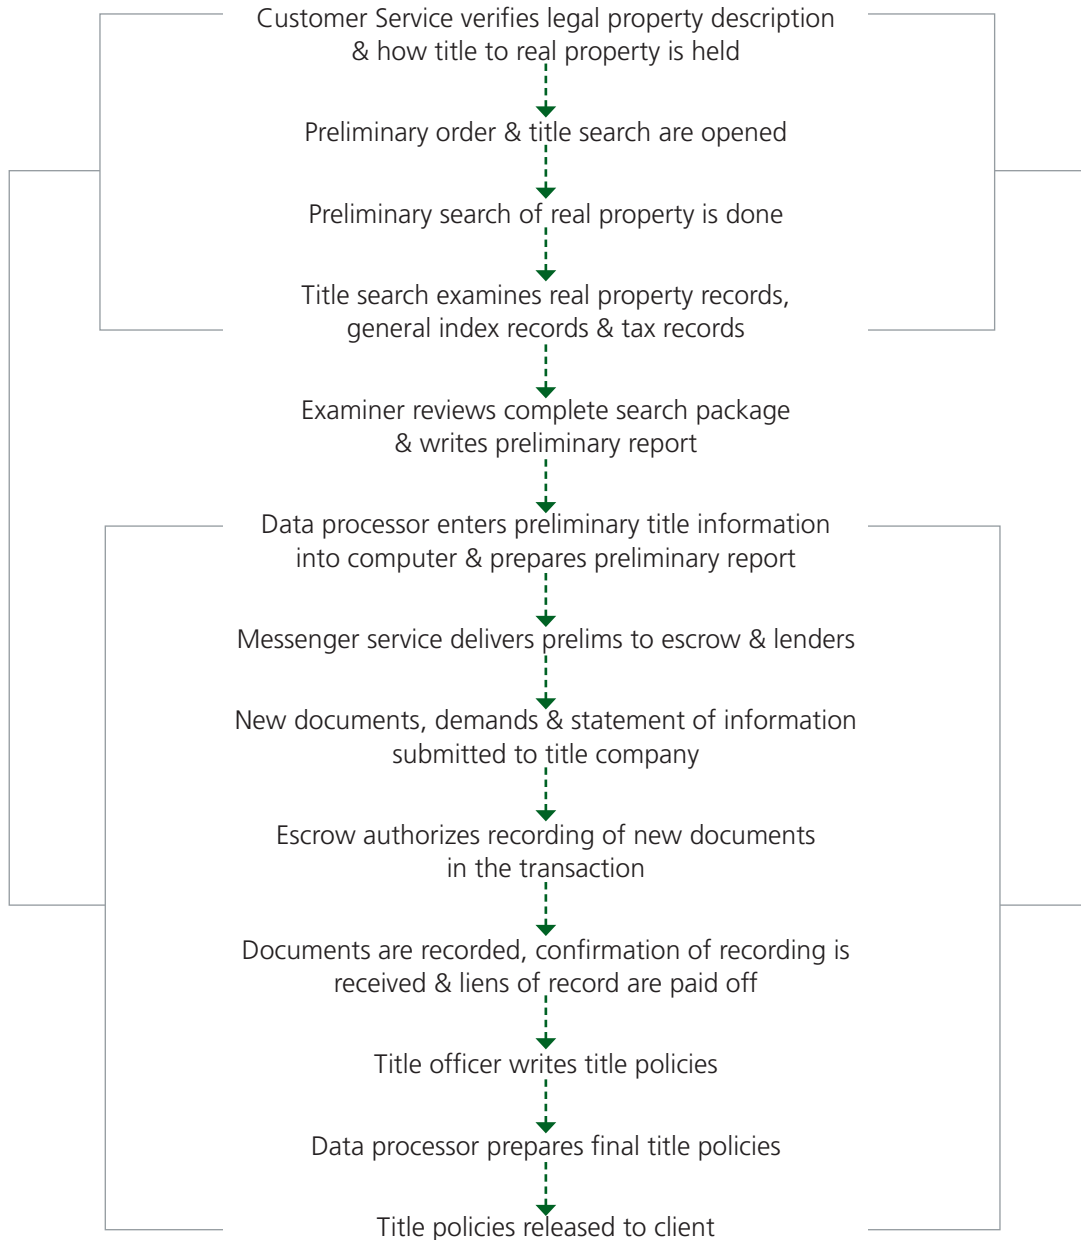 Customer Service verifies legal property description
& how title to real property is held
Preliminary order & title search are opened
Preliminary search of real property is done
Title search examines real property records,
general index records & tax records
Examiner reviews complete search package
& writes preliminary report
Data processor enters preliminary title information
into computer & prepares preliminary report
Messenger service delivers prelims to escrow & lenders
New documents, demands & statement of information
submitted to title company
Escrow authorizes recording of new documents
in the transaction
Documents are recorded, confirmation of recording is
received & liens of record are paid off
Title officer writes title policies
Data processor prepares final title policies
Title policies released to client